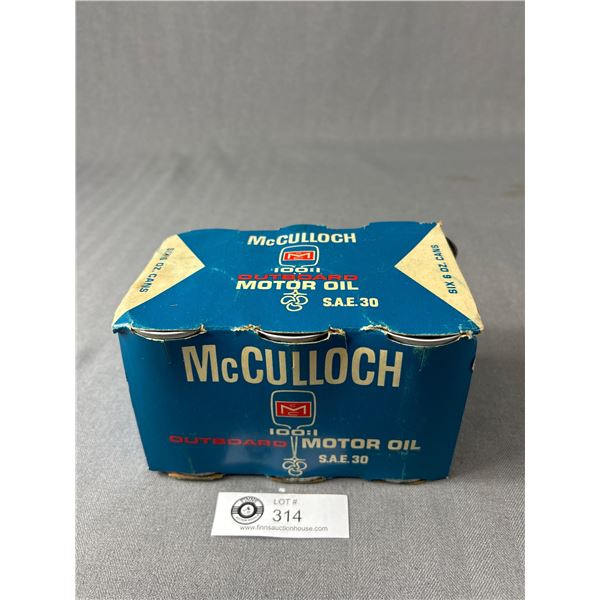 McCULLOCH
M
100:1
OUTBOARD
MOTOR OIL
S.A.E. 30
SIX 6 OZ. CANS
SIX 6 OZ. CANS
McCULLOCH
M
100:1
OUTBOARD MOTOR OIL
S.A.E. 30
FINNS
LOT #
314
www.finnsauctionhouse.com